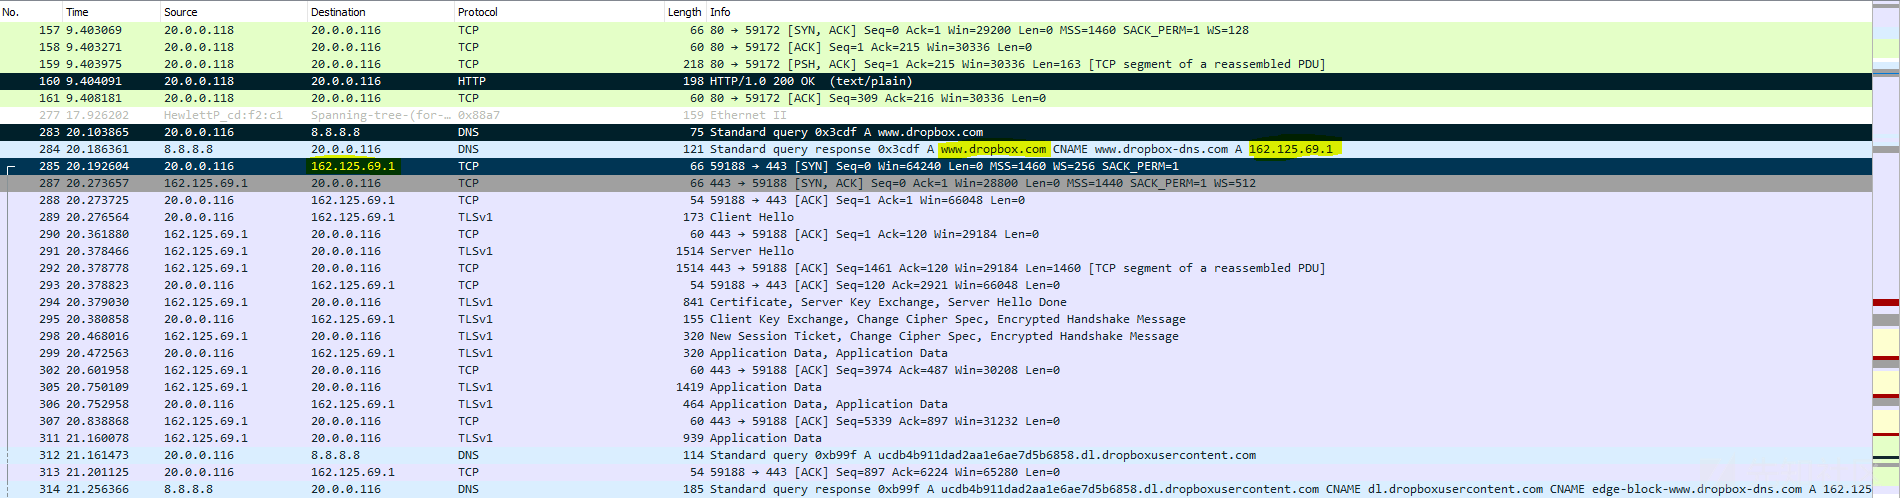 No. Time Source Destination Protocol Length Info
157 9.403069 20.0.0.118 20.0.0.116 TCP 66 80 → 59172 [SYN, ACK] Seq=0 Ack=1 Win=29200 Len=0 MSS=1460 SACK_PERM=1 WS=128
158 9.403271 20.0.0.118 20.0.0.116 TCP 60 80 → 59172 [ACK] Seq=1 Ack=215 Win=30336 Len=0
159 9.403975 20.0.0.118 20.0.0.116 TCP 218 80 → 59172 [PSH, ACK] Seq=1 Ack=215 Win=30336 Len=163 [TCP segment of a reassembled PDU]
160 9.404091 20.0.0.118 20.0.0.116 HTTP 198 HTTP/1.0 200 OK (text/plain)
161 9.408181 20.0.0.118 20.0.0.116 TCP 60 80 → 59172 [ACK] Seq=309 Ack=216 Win=30336 Len=0
277 17.926202 HewlettP_cd:f2:c1 Spanning-tree-(for-… 0x88a7 159 Ethernet II
283 20.103865 20.0.0.116 8.8.8.8 DNS 75 Standard query 0x3cdf A www.dropbox.com
284 20.186361 8.8.8.8 20.0.0.116 DNS 121 Standard query response 0x3cdf A www.dropbox.com CNAME www.dropbox-dns.com A 162.125.69.1
285 20.192604 20.0.0.116 162.125.69.1 TCP 66 59188 → 443 [SYN] Seq=0 Win=64240 Len=0 MSS=1460 WS=256 SACK_PERM=1
287 20.273657 162.125.69.1 20.0.0.116 TCP 66 443 → 59188 [SYN, ACK] Seq=0 Ack=1 Win=28800 Len=0 MSS=1440 SACK_PERM=1 WS=512
288 20.273725 20.0.0.116 162.125.69.1 TCP 54 59188 → 443 [ACK] Seq=1 Ack=1 Win=66048 Len=0
289 20.276564 20.0.0.116 162.125.69.1 TLSv1 173 Client Hello
290 20.361880 162.125.69.1 20.0.0.116 TCP 60 443 → 59188 [ACK] Seq=1 Ack=120 Win=29184 Len=0
291 20.378466 162.125.69.1 20.0.0.116 TLSv1 1514 Server Hello
292 20.378778 162.125.69.1 20.0.0.116 TCP 1514 443 → 59188 [ACK] Seq=1461 Ack=120 Win=29184 Len=1460 [TCP segment of a reassembled PDU]
293 20.378823 20.0.0.116 162.125.69.1 TCP 54 59188 → 443 [ACK] Seq=120 Ack=2921 Win=66048 Len=0
294 20.379030 162.125.69.1 20.0.0.116 TLSv1 841 Certificate, Server Key Exchange, Server Hello Done
295 20.380858 20.0.0.116 162.125.69.1 TLSv1 155 Client Key Exchange, Change Cipher Spec, Encrypted Handshake Message
298 20.468016 162.125.69.1 20.0.0.116 TLSv1 320 New Session Ticket, Change Cipher Spec, Encrypted Handshake Message
299 20.472563 20.0.0.116 162.125.69.1 TLSv1 320 Application Data, Application Data
302 20.601958 162.125.69.1 20.0.0.116 TCP 60 443 → 59188 [ACK] Seq=3974 Ack=487 Win=30208 Len=0
305 20.750109 162.125.69.1 20.0.0.116 TLSv1 1419 Application Data
306 20.752958 20.0.0.116 162.125.69.1 TLSv1 464 Application Data, Application Data
307 20.838868 162.125.69.1 20.0.0.116 TCP 60 443 → 59188 [ACK] Seq=5339 Ack=897 Win=31232 Len=0
311 21.160078 162.125.69.1 20.0.0.116 TLSv1 939 Application Data
312 21.161473 20.0.0.116 8.8.8.8 DNS 114 Standard query 0xb99f A ucdb4b911dad2aa1e6ae7d5b6858.dl.dropboxusercontent.com
313 21.201125 20.0.0.116 162.125.69.1 TCP 54 59188 → 443 [ACK] Seq=897 Ack=6224 Win=65280 Len=0
314 21.256366 8.8.8.8 20.0.0.116 DNS 185 Standard query response 0xb99f A ucdb4b911dad2aa1e6ae7d5b6858.dl.dropboxusercontent.com CNAME dl.dropboxusercontent.com CNAME edge-block-www.dropbox-dns.com A 162.125